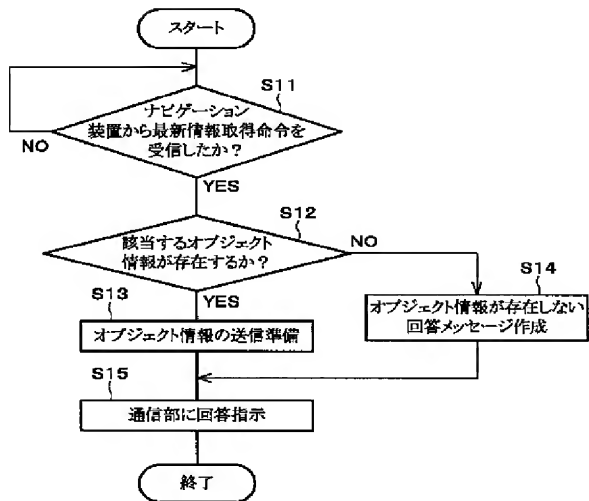 スタート
S11
ナビゲーション
装置から最新情報取得命令を
受信したか？
NO
YES
S12
該当するオブジェクト
情報が存在するか？
NO
YES
S13
オブジェクト情報の送信準備
S14
オブジェクト情報が存在しない
回答メッセージ作成
S15
通信部に回答指示
終了